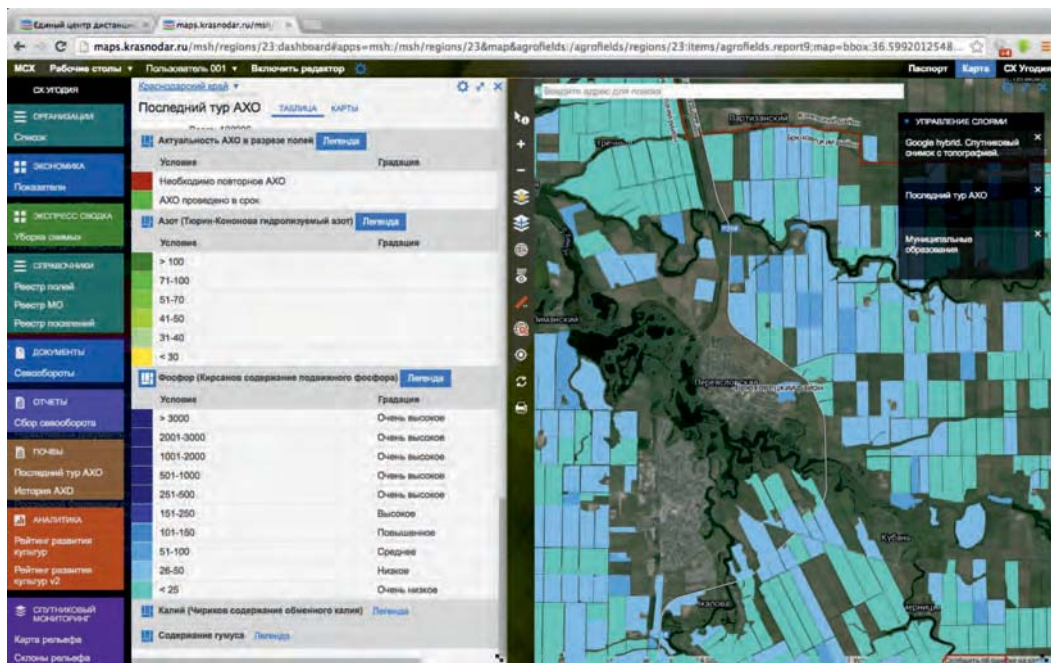 Единый центр дистанци
maps.krasnodar.ru/msh/
maps.krasnodar.ru/msh/regions/23:dashboard#apps=msh:/msh/regions/23&map&agrofields:/agrofields/regions/23:items/agrofields.report9;map=bbox:36.5992012548...
МСХ Рабочие столы Пользователь 001 Включить редактор
Паспорт Карта СХ Угодия
СХ УГОДИЯ
ОРГАНИЗАЦИИ
Список
ЭКОНОМИКА
Показатели
ЭКСПРЕСС СВОДКА
Уборка озимых
СПРАВОЧНИКИ
Реестр полей
Реестр МО
Реестр поселений
ДОКУМЕНТЫ
Севообороты
ОТЧЕТЫ
Сбор севооборота
ПОЧВЫ
Последний тур АХО
История АХО
АНАЛИТИКА
Рейтинг развития
культур
Рейтинг развития
культур v2
СПУТНИКОВЫЙ
МОНИТОРИНГ
Карта рельефа
Склоны рельефа
Краснодарский край
Последний тур АХО ТАБЛИЦА КАРТЫ
Актуальность АХО в разрезе полей Легенда
Условие Градация
Необходимо повторное АХО
АХО проведено в срок
Азот (Тюрин-Кононова гидролизуемый азот) Легенда
Условие Градация
> 100
71-100
51-70
41-50
31-40
< 30
Фосфор (Кирсанов содержание подвижного фосфора) Легенда
Условие Градация
> 3000 Очень высокое
2001-3000 Очень высокое
1001-2000 Очень высокое
501-1000 Очень высокое
251-500 Очень высокое
151-250 Высокое
101-150 Повышенное
51-100 Среднее
26-50 Низкое
< 25 Очень низкое
Калий (Чириков содержание обменного калия) Легенда
Содержание гумуса Легенда
Введите адрес для поиска
УПРАВЛЕНИЕ СЛОЯМИ
Google hybrid. Спутниковый
снимок с топографией.
Последний тур АХО
Муниципальные
образования
Партизанский
Лиманский
Переясловская
Кубань